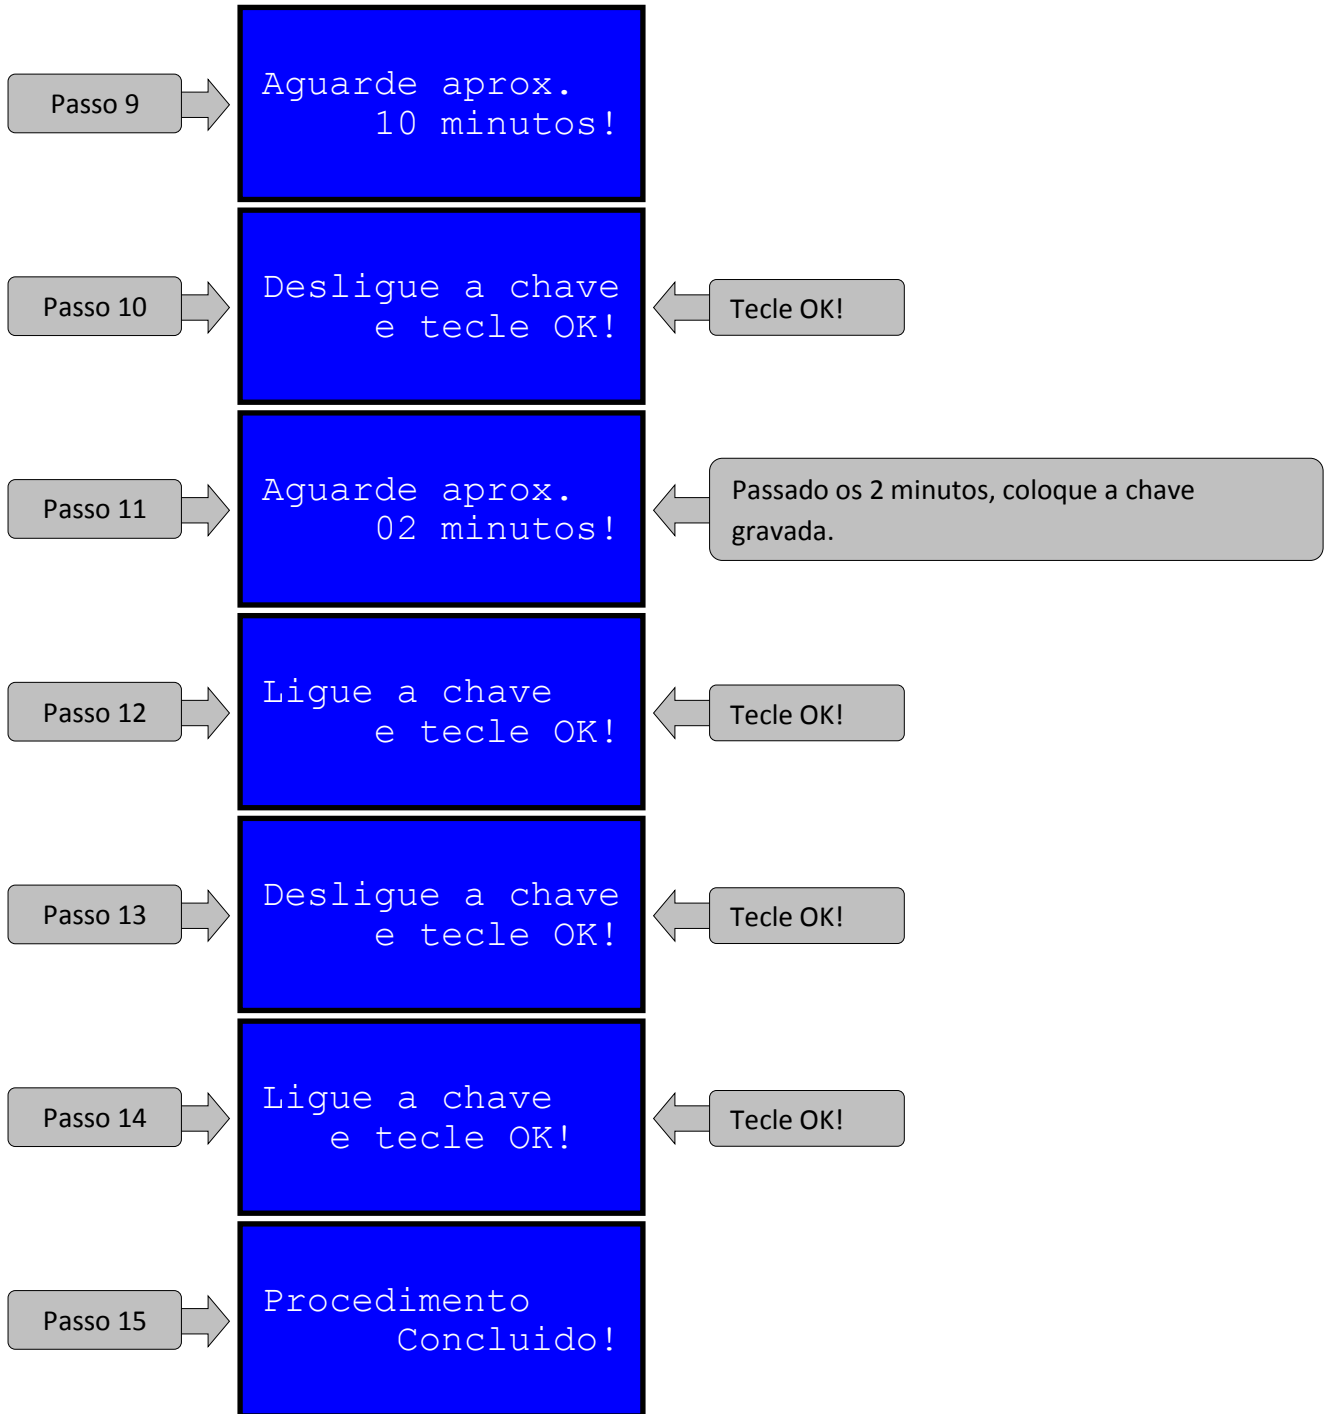 Passo 9
Aguarde aprox.
10 minutos!
Passo 10
Desligue a chave
e tecle OK!
Tecle OK!
Passo 11
Aguarde aprox.
02 minutos!
Passado os 2 minutos, coloque a chave
gravada.
Passo 12
Ligue a chave
e tecle OK!
Tecle OK!
Passo 13
Desligue a chave
e tecle OK!
Tecle OK!
Passo 14
Ligue a chave
e tecle OK!
Tecle OK!
Passo 15
Procedimento
Concluido!